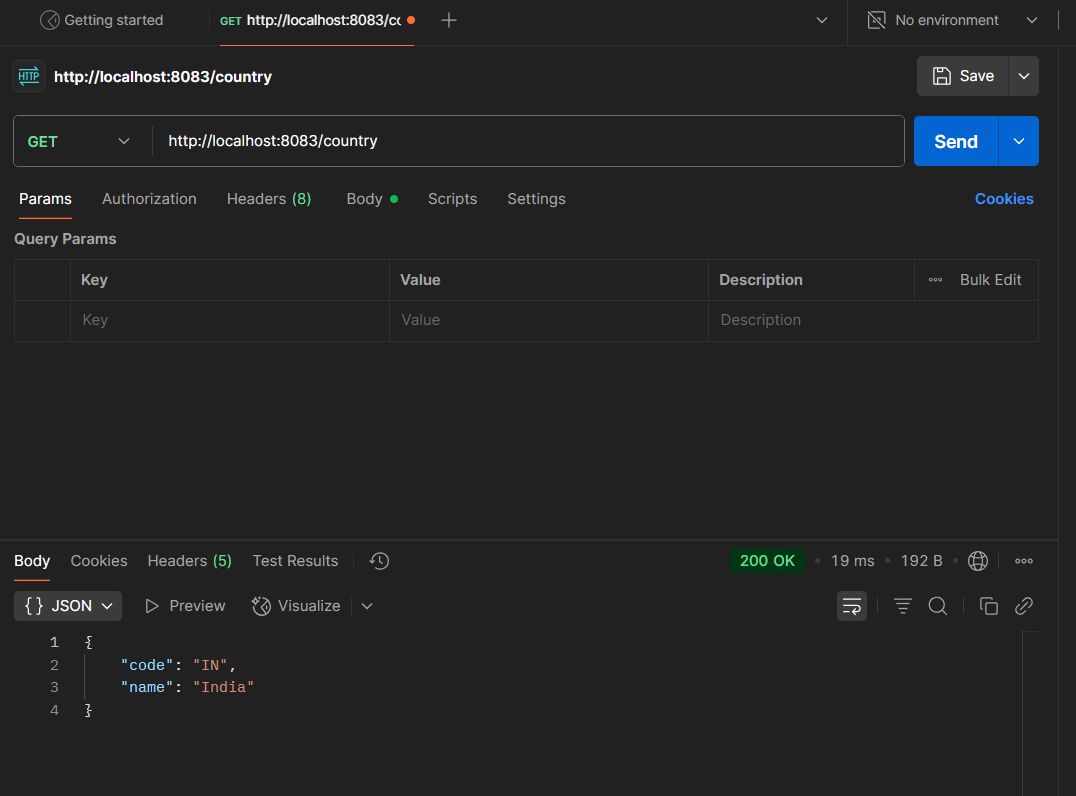 Getting started
GET http://localhost:8083/cc
No environment
HTTP http://localhost:8083/country
Save
GET http://localhost:8083/country
Send
Params Authorization Headers (8) Body Scripts Settings Cookies
Query Params
Key Value Description Bulk Edit
Key Value Description
Body Cookies Headers (5) Test Results 200 OK 19 ms 192 B
{} JSON Preview Visualize
1 {
2 "code": "IN",
3 "name": "India"
4 }